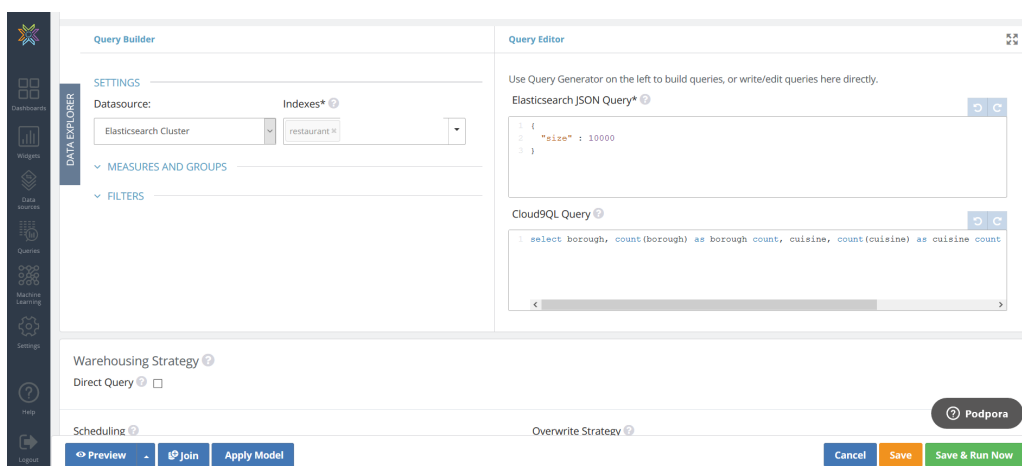 Query Builder
Query Editor
Dashboards
Widgets
Data
sources
Queries
Machine
Learning
Settings
Help
Logout
DATA EXPLORER
SETTINGS
Datasource:
Indexes*
Elasticsearch Cluster
restaurant ×
MEASURES AND GROUPS
FILTERS
Use Query Generator on the left to build queries, or write/edit queries here directly.
Elasticsearch JSON Query*
1 {
2 "size" : 10000
3 }
Cloud9QL Query
1 select borough, count(borough) as borough count, cuisine, count(cuisine) as cuisine count
Warehousing Strategy
Direct Query
Scheduling
Overwrite Strategy
Podpora
Preview
Join
Apply Model
Cancel
Save
Save & Run Now